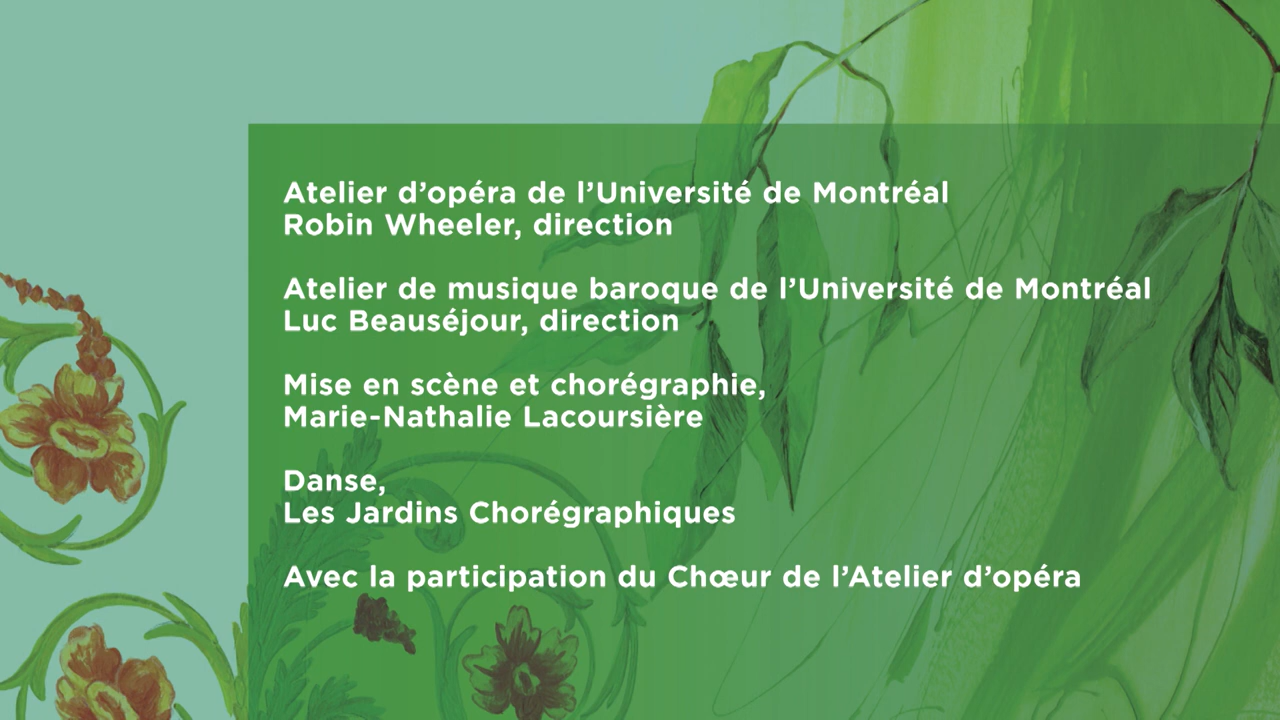 Atelier d’opéra de l’Université de Montréal
Robin Wheeler, direction
Atelier de musique baroque de l’Université de Montréal
Luc Beauséjour, direction
Mise en scène et chorégraphie,
Marie-Nathalie Lacoursière
Danse,
Les Jardins Chorégraphiques
Avec la participation du Chœur de l’Atelier d’opéra